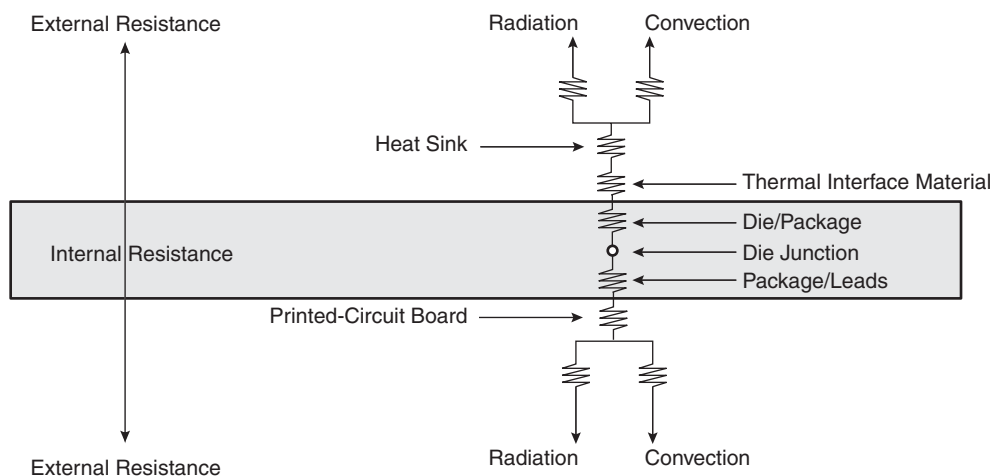 External Resistance
Radiation
Convection
Heat Sink
Thermal Interface Material
Die/Package
Internal Resistance
Die Junction
Package/Leads
Printed-Circuit Board
Radiation
Convection
External Resistance